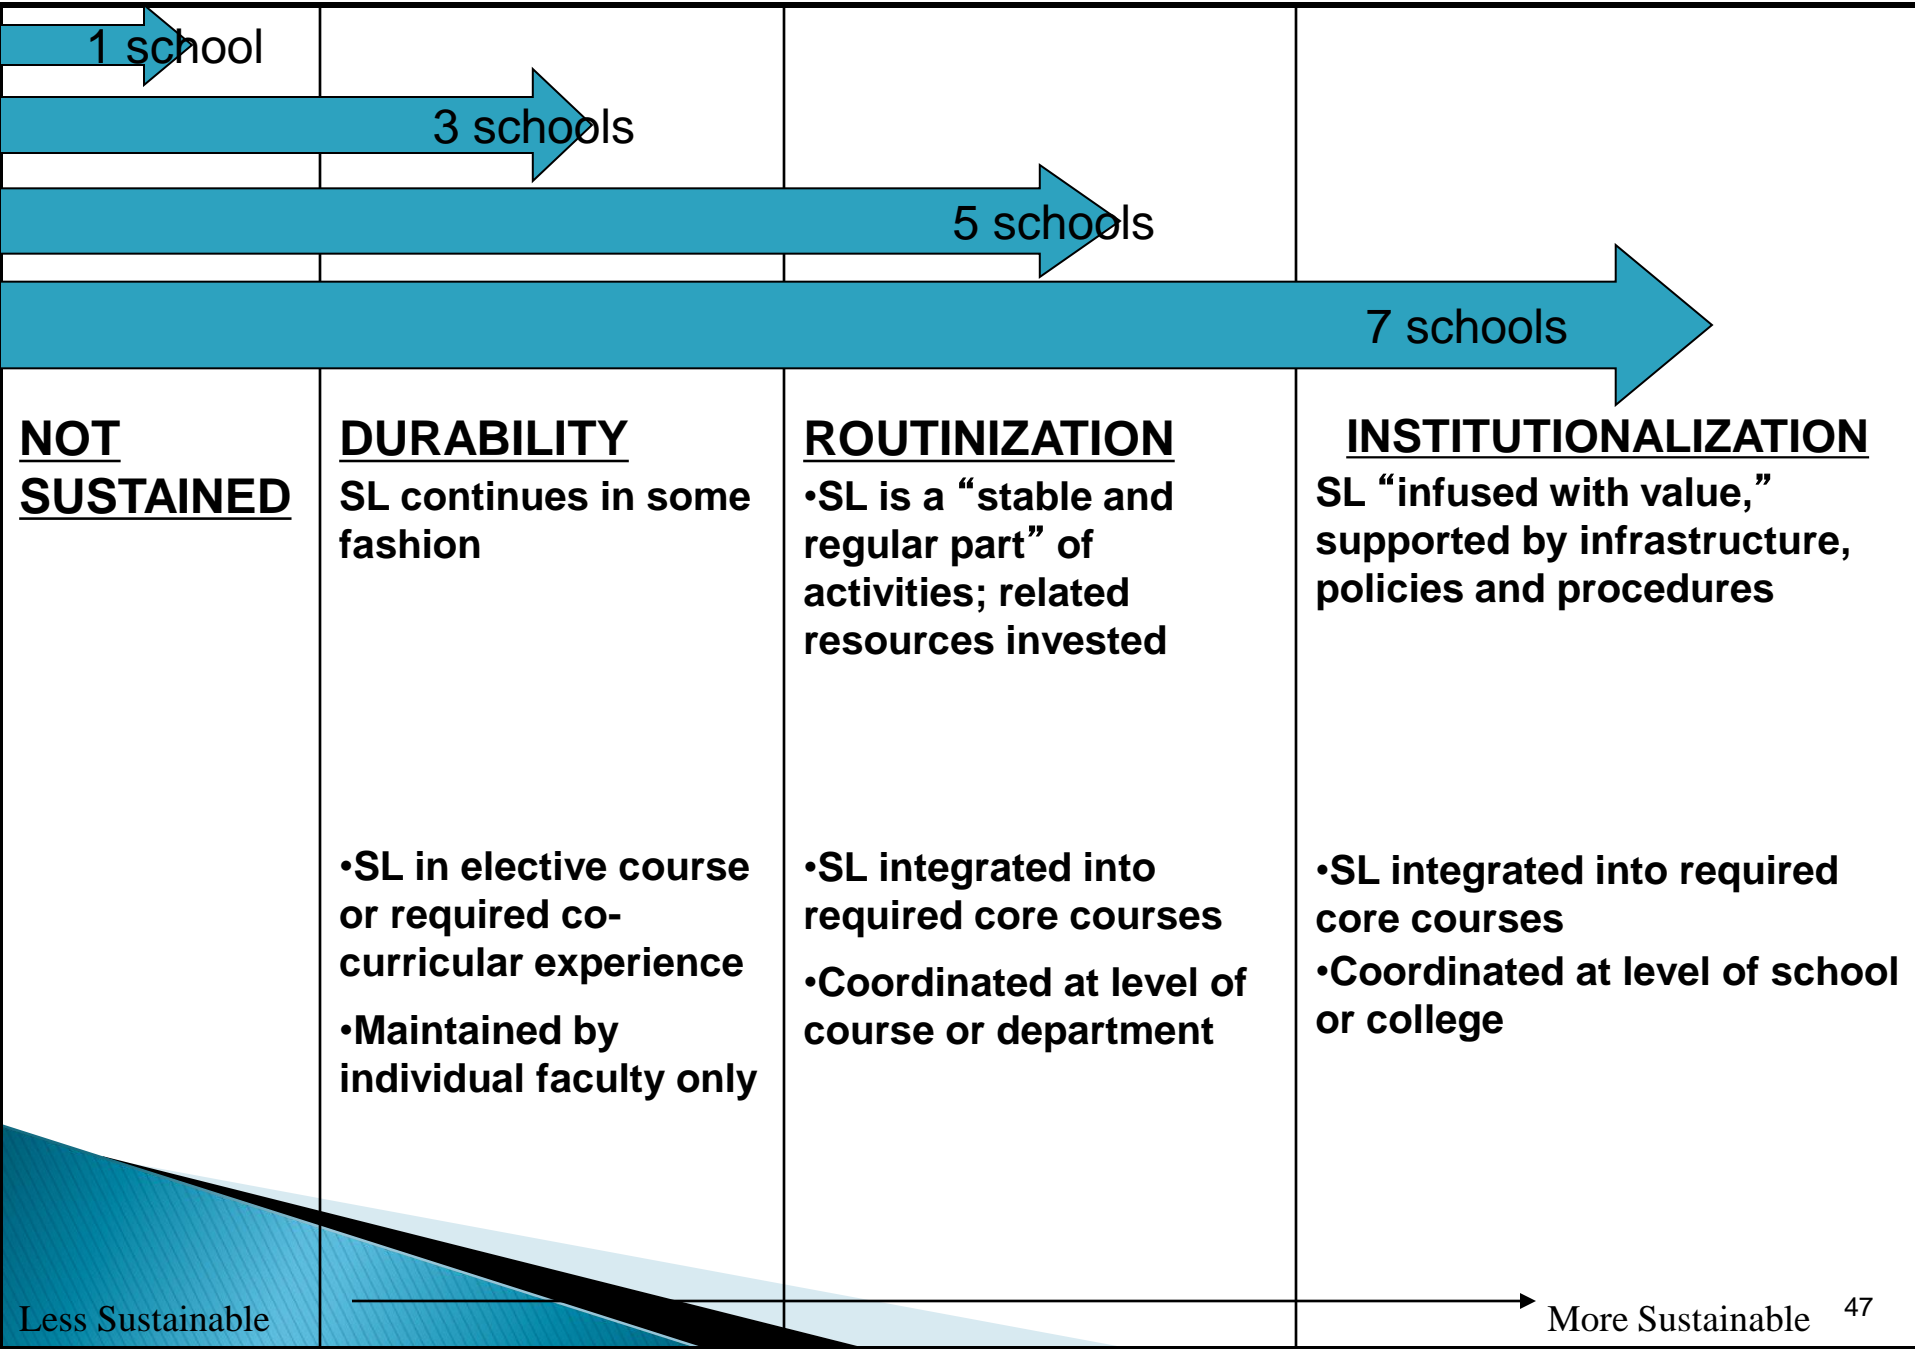 1 school
3 schools
5 schools
7 schools
NOT
SUSTAINED
DURABILITY
SL continues in some
fashion
•SL in elective course
or required co-
curricular experience
•Maintained by
individual faculty only
ROUTINIZATION
•SL is a “stable and
regular part” of
activities; related
resources invested
•SL integrated into
required core courses
•Coordinated at level of
course or department
INSTITUTIONALIZATION
SL “infused with value,”
supported by infrastructure,
policies and procedures
•SL integrated into required
core courses
•Coordinated at level of school
or college
Less Sustainable
More Sustainable
47